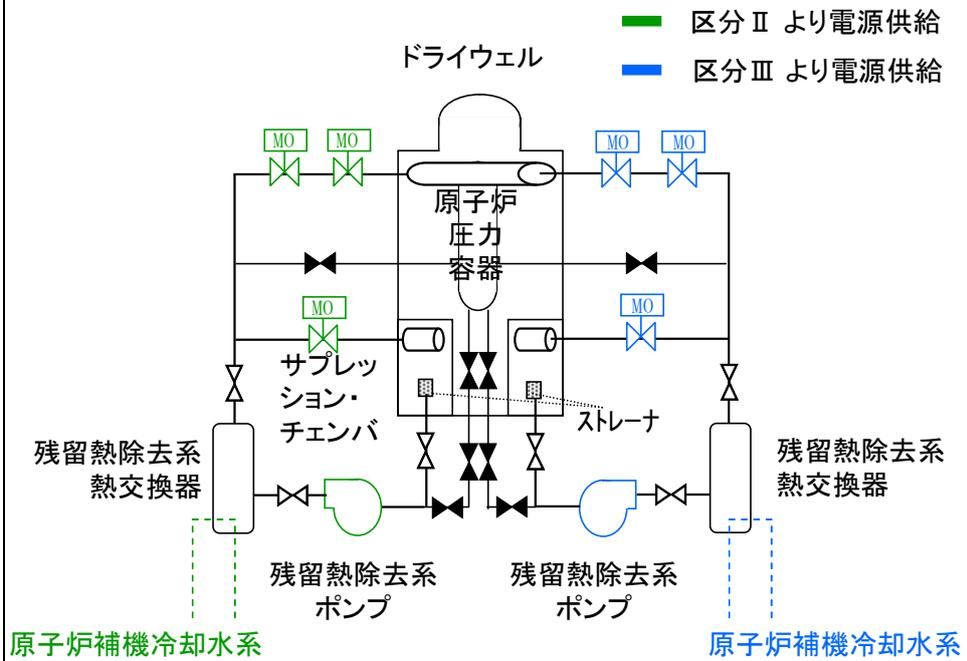 区分Ⅱ より電源供給
区分Ⅲ より電源供給
ドライウェル
MO
MO
MO
MO
原子炉
圧力
容器
MO
MO
サプレッ
ション・
チェンバ
ストレーナ
残留熱除去系
熱交換器
残留熱除去系
熱交換器
残留熱除去系
ポンプ
残留熱除去系
ポンプ
原子炉補機冷却水系
原子炉補機冷却水系